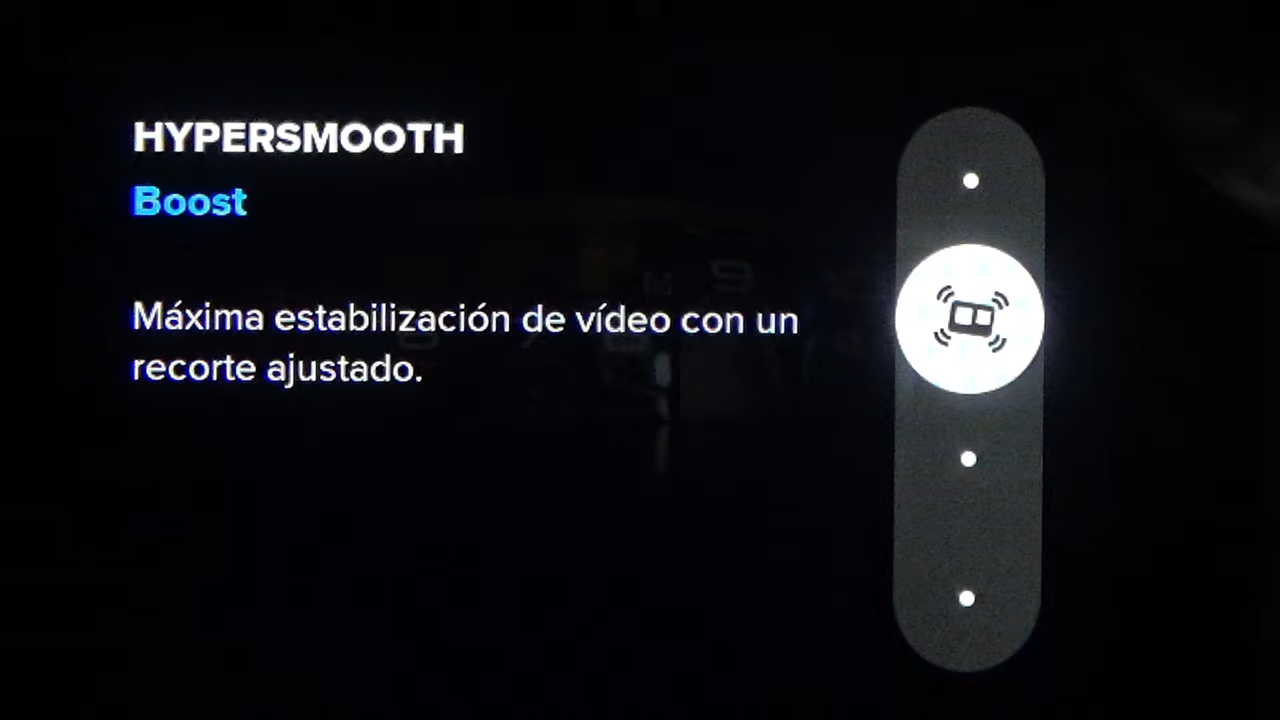 HYPERSMOOTH
Boost
Máxima estabilización de vídeo con un
recorte ajustado.